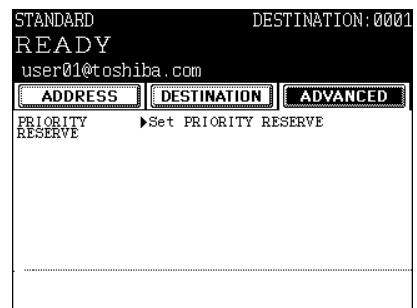 STANDARD DESTINATION:0001
READY
user01@toshiba.com
ADDRESS DESTINATION ADVANCED
PRIORITY RESERVE ▶Set PRIORITY RESERVE